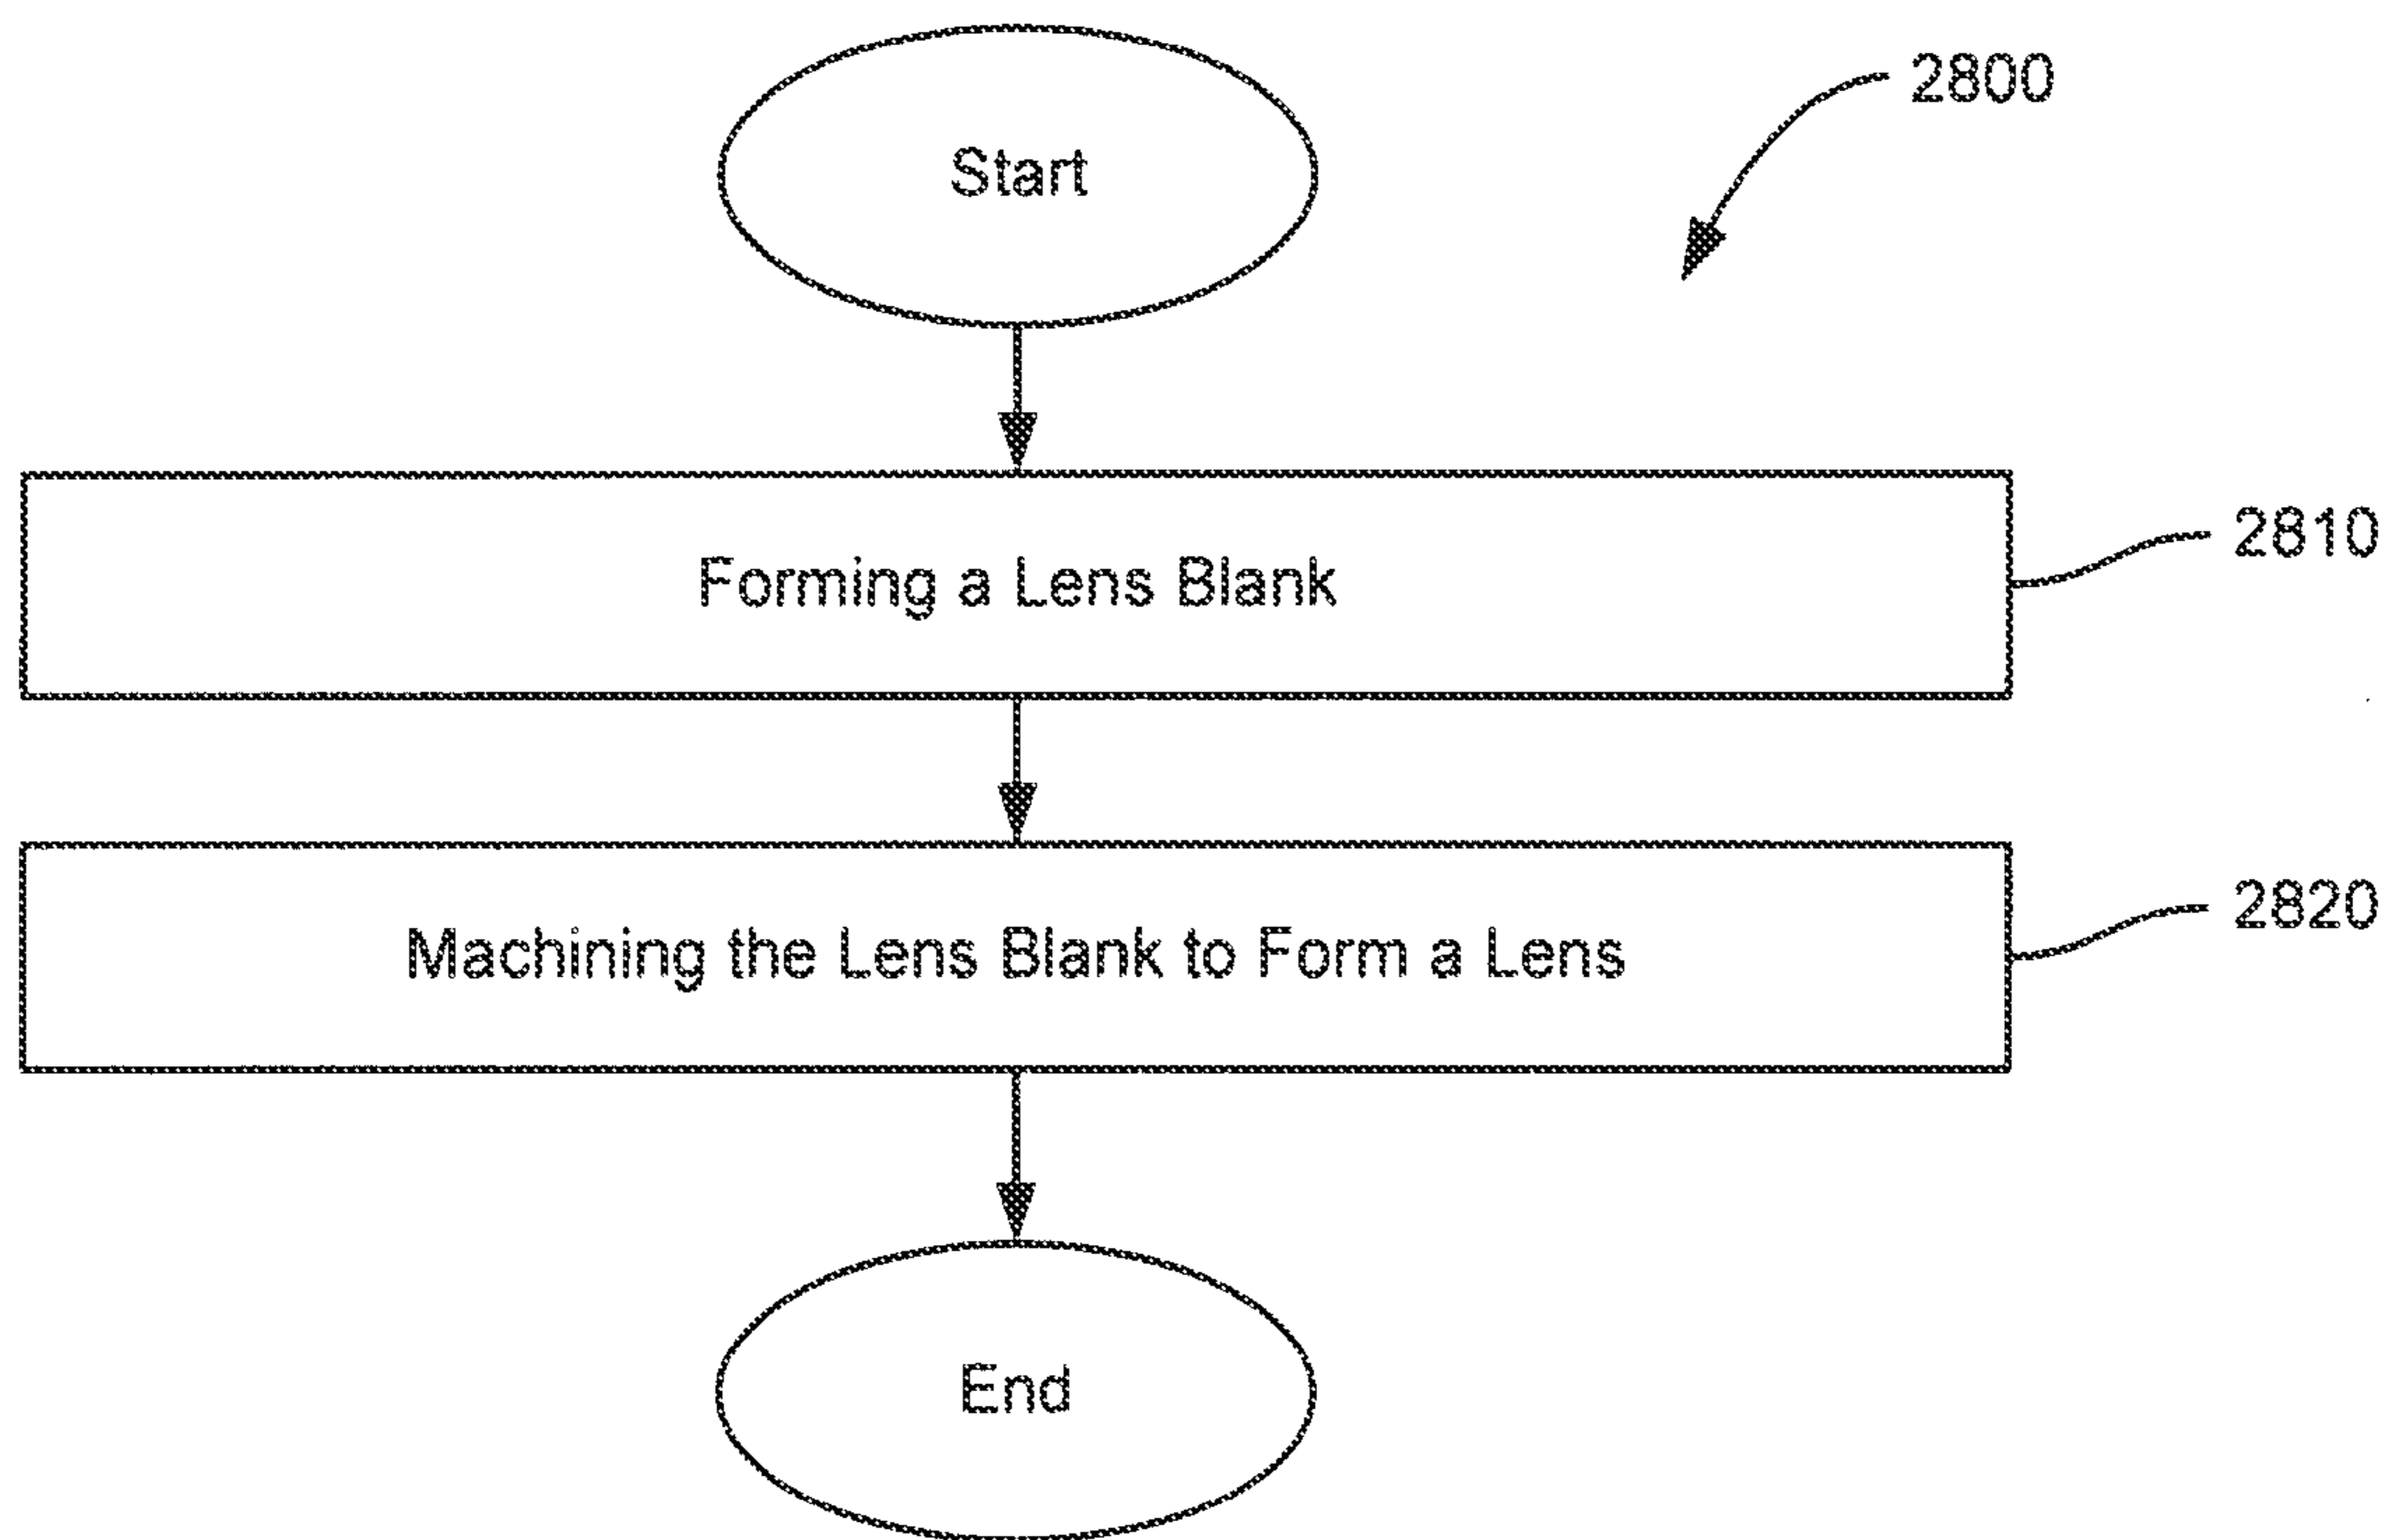 Start
2800
Forming a Lens Blank
2810
Machining the Lens Blank to Form a Lens
2820
End